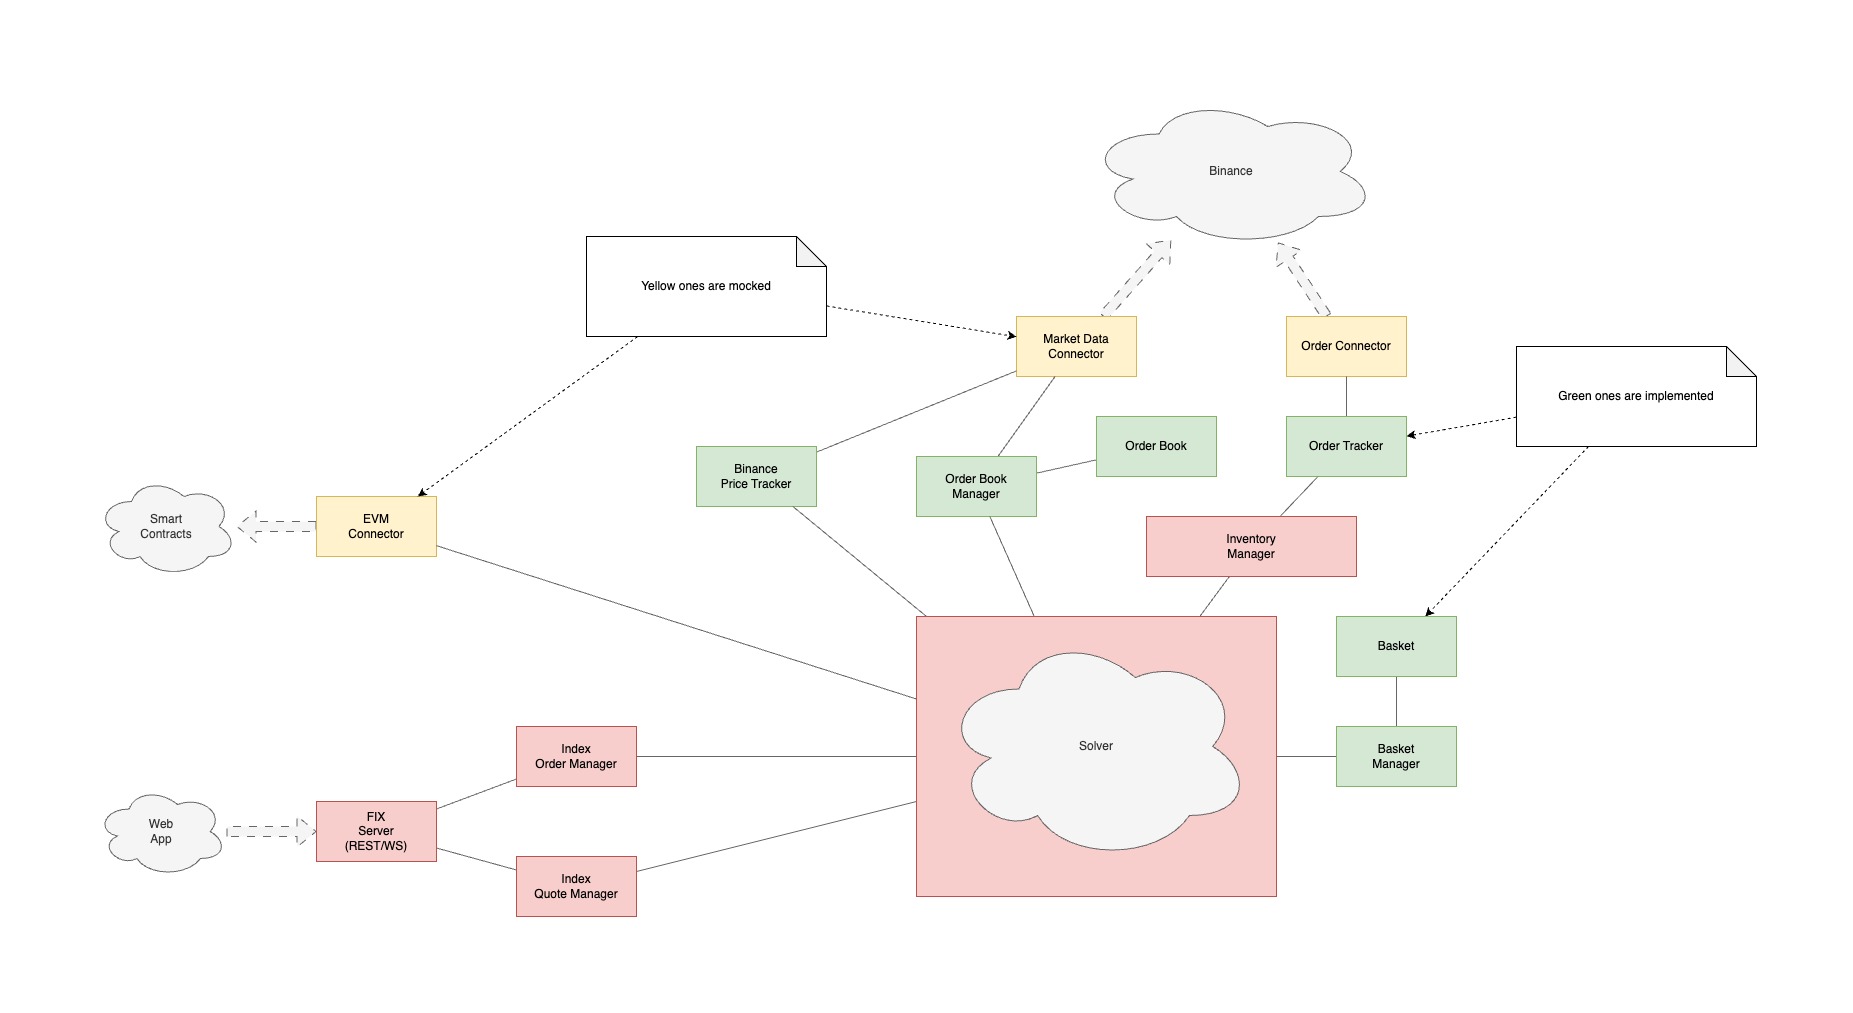 Binance
Yellow ones are mocked
Market Data
Connector
Order Connector
Green ones are implemented
Binance
Price Tracker
Order Book
Manager
Order Book
Order Tracker
Smart
Contracts
EVM
Connector
Inventory
Manager
Basket
Index
Order Manager
Solver
Basket
Manager
Web
App
FIX
Server
(REST/WS)
Index
Quote Manager